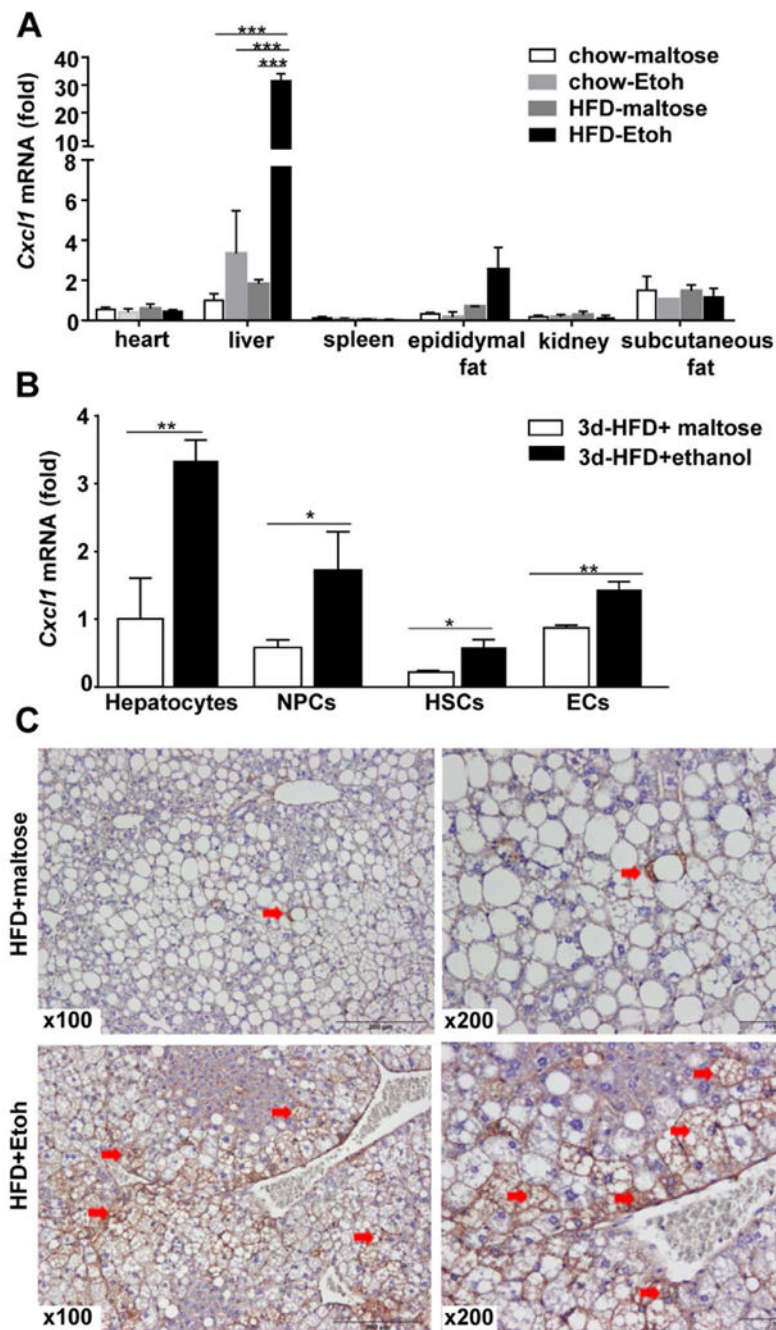 A
*** 
***
***
40
30
20
10
8
6
4
2
0
Cxcl1 mRNA (fold)
chow-maltose
chow-Etoh
HFD-maltose
HFD-Etoh
heart
liver
spleen
epididymal
fat
kidney
subcutaneous
fat
B
4
3
2
1
0
Cxcl1 mRNA (fold)
**
*
*
**
3d-HFD+ maltose
3d-HFD+ethanol
Hepatocytes
NPCs
HSCs
ECs
C
HFD+maltose
x100
x200
HFD+Etoh
x100
x200